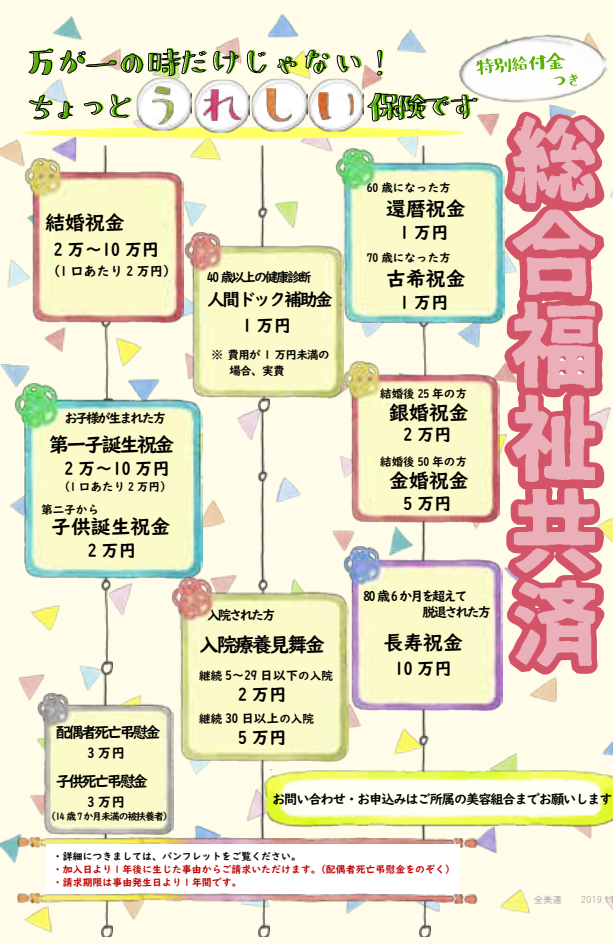 万が一の時だけじゃない!
ちょっとうれしい保険です
特別給付金
つき
総合福祉共済
結婚祝金
2万~10万円
(1口あたり2万円)
40歳以上の健康診断
人間ドック補助金
1万円
※ 費用が1万円未満の
場合、実費
60歳になった方
還暦祝金
1万円
70歳になった方
古希祝金
1万円
お子様が生まれた方
第一子誕生祝金
2万~10万円
(1口あたり2万円)
第二子から
子供誕生祝金
2万円
結婚後25年の方
銀婚祝金
2万円
結婚後50年の方
金婚祝金
5万円
入院された方
入院療養見舞金
継続5~29日以下の入院
2万円
継続30日以上の入院
5万円
80歳6か月を超えて
脱退された方
長寿祝金
10万円
配偶者死亡弔慰金
3万円
子供死亡弔慰金
3万円
(14歳7か月未満の被扶養者)
お問い合わせ・お申込みはご所属の美容組合までお願いします
・詳細につきましては、パンフレットをご覧ください。
・加入日より1年後に生じた事由からご請求いただけます。(配偶者死亡弔慰金をのぞく)
・請求期限は事由発生日より1年間です。
全美連 2019.11